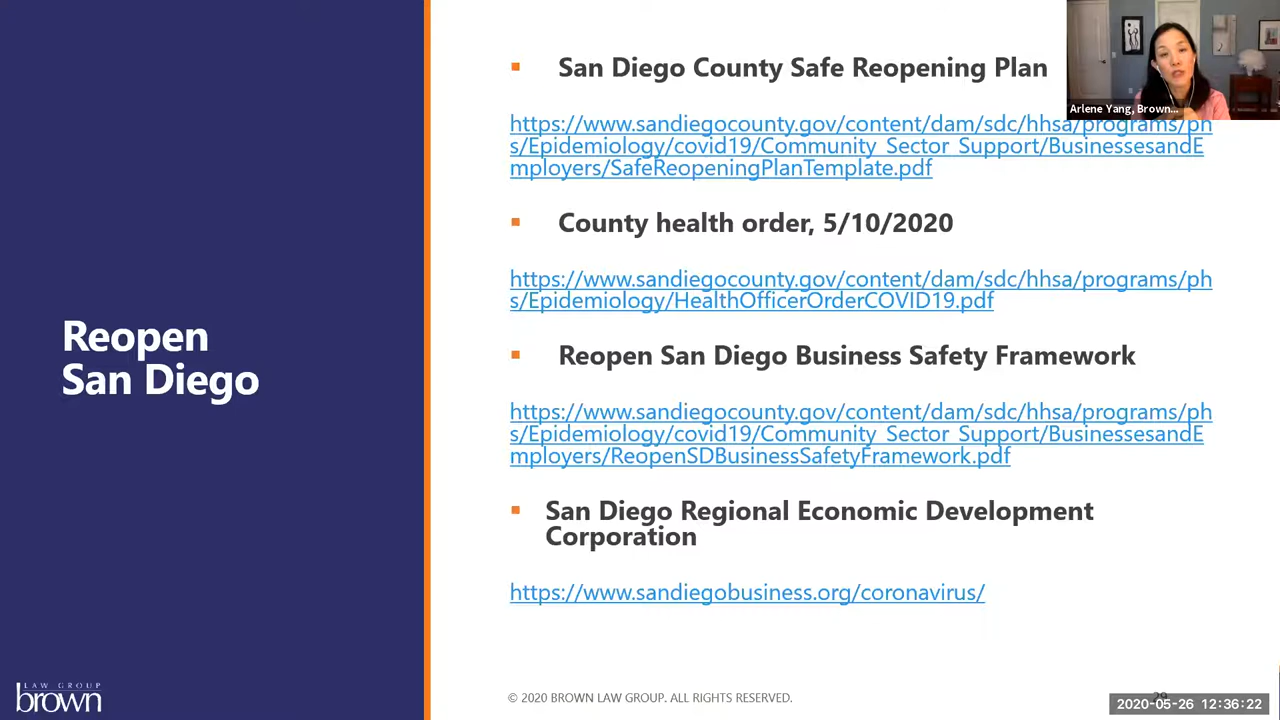 Reopen
San Diego
San Diego County Safe Reopening Plan
https://www.sandiegocounty.gov/content/dam/sdc/hhsa/programs/ph
s/Epidemiology/covid19/Community_Sector_Support/BusinessesandE
mployers/SafeReopeningPlanTemplate.pdf
County health order, 5/10/2020
https://www.sandiegocounty.gov/content/dam/sdc/hhsa/programs/ph
s/Epidemiology/HealthOfficerOrderCOVID19.pdf
Reopen San Diego Business Safety Framework
https://www.sandiegocounty.gov/content/dam/sdc/hhsa/programs/ph
s/Epidemiology/covid19/Community_Sector_Support/BusinessesandE
mployers/ReopenSDBusinessSafetyFramework.pdf
San Diego Regional Economic Development
Corporation
https://www.sandiegobusiness.org/coronavirus/
Arlene Yang, Brown...
LAW GROUP
brown
© 2020 BROWN LAW GROUP. ALL RIGHTS RESERVED.
29
2020-05-26 12:36:22